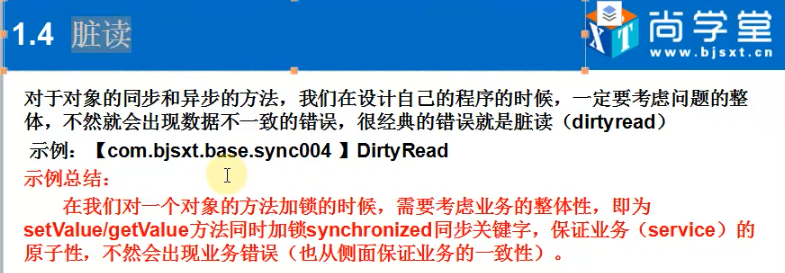 1.4 脏读
尚学堂
XT
www.bjsxt.cn
对于对象的同步和异步的方法，我们在设计自己的程序的时候，一定要考虑问题的整
体，不然就会出现数据不一致的错误，很经典的错误就是脏读（dirtyread）
示例：【com.bjsxt.base.sync004 】DirtyRead
示例总结：
在我们对一个对象的方法加锁的时候，需要考虑业务的整体性，即为
setValue/getValue方法同时加锁synchronized同步关键字，保证业务（service）的
原子性，不然会出现业务错误（也从侧面保证业务的一致性）。